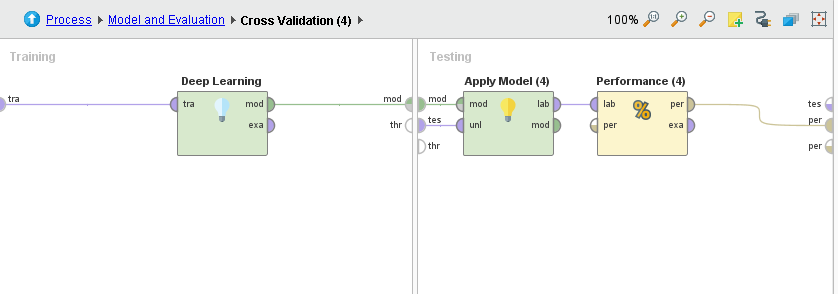 Process Model and Evaluation Cross Validation (4) 100%
Training
Testing
Deep Learning
Apply Model (4)
Performance (4)
tra
tra mod
exa
mod
thr
mod
tes
thr
mod lab
unl mod
lab per
per exa
tes
per
per